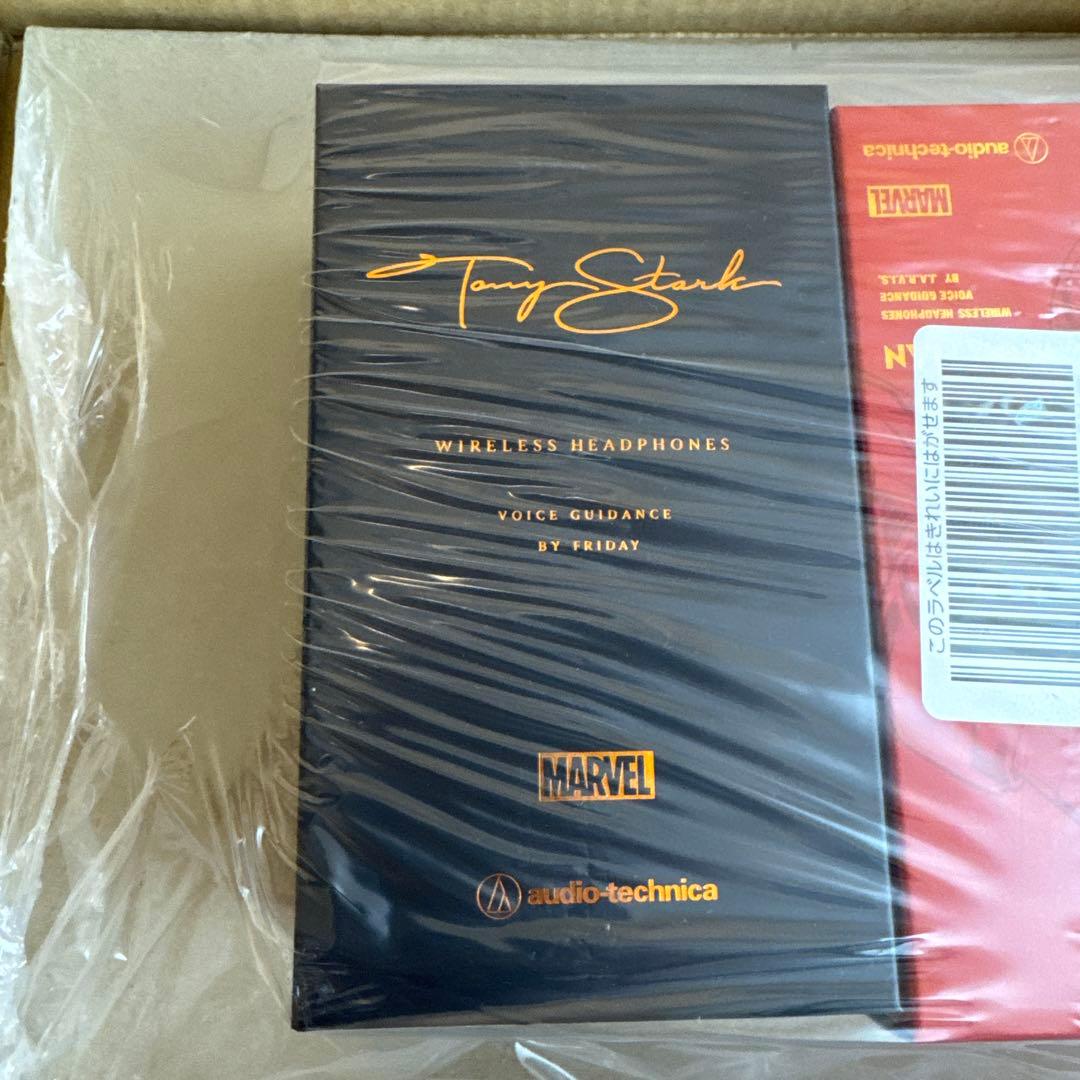 Tony Stark
WIRELESS HEADPHONES
VOICE GUIDANCE
BY FRIDAY
MARVEL
audio-technica
audio-technica
MARVEL
BY J.A.R.V.I.S.
VOICE GUIDANCE
WIRELESS HEADPHONES
AN
このラベルはきれいにはがせます